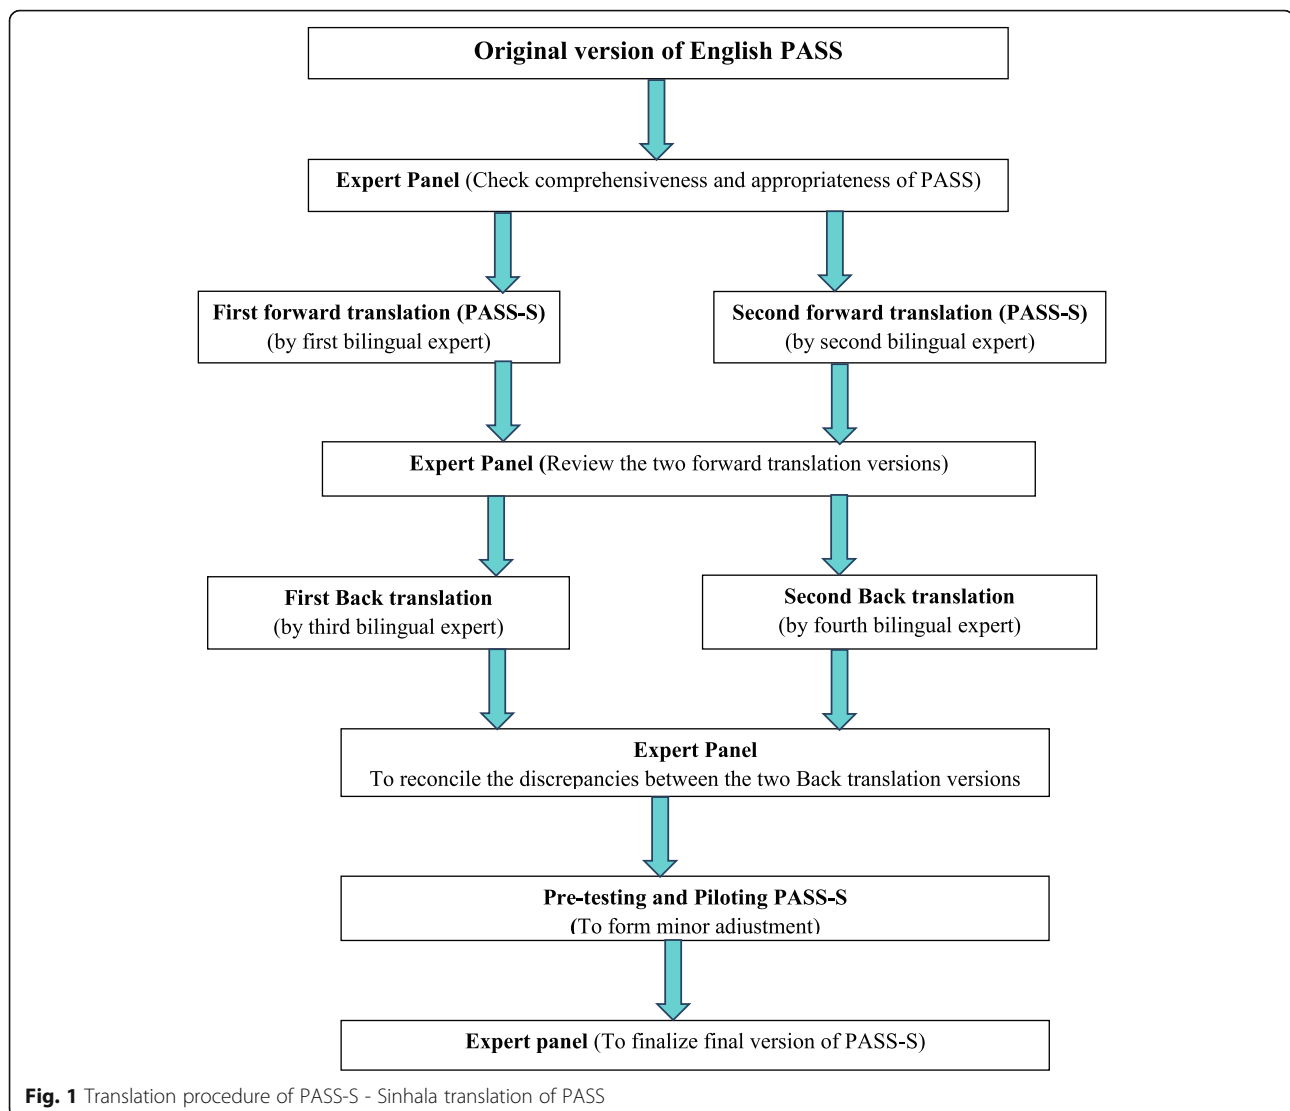 Original version of English PASS
Expert Panel (Check comprehensiveness and appropriateness of PASS)
First forward translation (PASS-S)
(by first bilingual expert)
Second forward translation (PASS-S)
(by second bilingual expert)
Expert Panel (Review the two forward translation versions)
First Back translation
(by third bilingual expert)
Second Back translation
(by fourth bilingual expert)
Expert Panel
To reconcile the discrepancies between the two Back translation versions
Pre-testing and Piloting PASS-S
(To form minor adjustment)
Expert panel (To finalize final version of PASS-S)
Fig. 1 Translation procedure of PASS-S - Sinhala translation of PASS